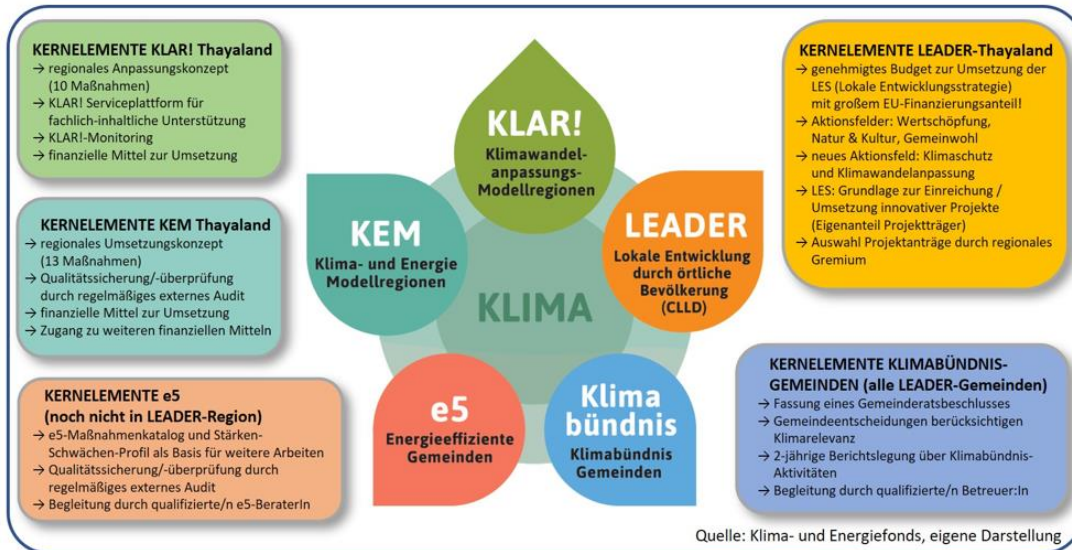 KERNELEMENTE KLAR! Thayaland
→ regionales Anpassungskonzept
(10 Maßnahmen)
→ KLAR! Serviceplattform für
fachlich-inhaltliche Unterstützung
→ KLAR!-Monitoring
→ finanzielle Mittel zur Umsetzung
KERNELEMENTE KEM Thayaland
→ regionales Umsetzungskonzept
(13 Maßnahmen)
→ Qualitätssicherung/-überprüfung
durch regelmäßiges externes Audit
→ finanzielle Mittel zur Umsetzung
→ Zugang zu weiteren finanziellen Mitteln
KERNELEMENTE e5
(noch nicht in LEADER-Region)
→ e5-Maßnahmenkatalog und Stärken-
Schwächen-Profil als Basis für weitere Arbeiten
→ Qualitätssicherung/-überprüfung durch
regelmäßiges externes Audit
→ Begleitung durch qualifizierte/n e5-BeraterIn
KLAR!
Klimawandel-
anpassungs-
Modellregionen
KEM
Klima- und Energie
Modellregionen
LEADER
Lokale Entwicklung
durch örtliche
Bevölkerung
(CLLD)
KLIMA
e5
Energieeffiziente
Gemeinden
Klima
bündnis
Klimabündnis
Gemeinden
KERNELEMENTE LEADER-Thayaland
→ genehmigtes Budget zur Umsetzung der
LES (Lokale Entwicklungsstrategie)
mit großem EU-Finanzierungsanteil!
→ Aktionsfelder: Wertschöpfung,
Natur & Kultur, Gemeinwohl
→ neues Aktionsfeld: Klimaschutz
und Klimawandelanpassung
→ LES: Grundlage zur Einreichung /
Umsetzung innovativer Projekte
(Eigenanteil Projektträger)
→ Auswahl Projektanträge durch regionales
Gremium
KERNELEMENTE KLIMABÜNDNIS-
GEMEINDEN (alle LEADER-Gemeinden)
→ Fassung eines Gemeinderatsbeschlusses
→ Gemeindeentscheidungen berücksichtigen
Klimarelevanz
→ 2-jährige Berichtslegung über Klimabündnis-
Aktivitäten
→ Begleitung durch qualifizierte/n Betreuer:In
Quelle: Klima- und Energiefonds, eigene Darstellung